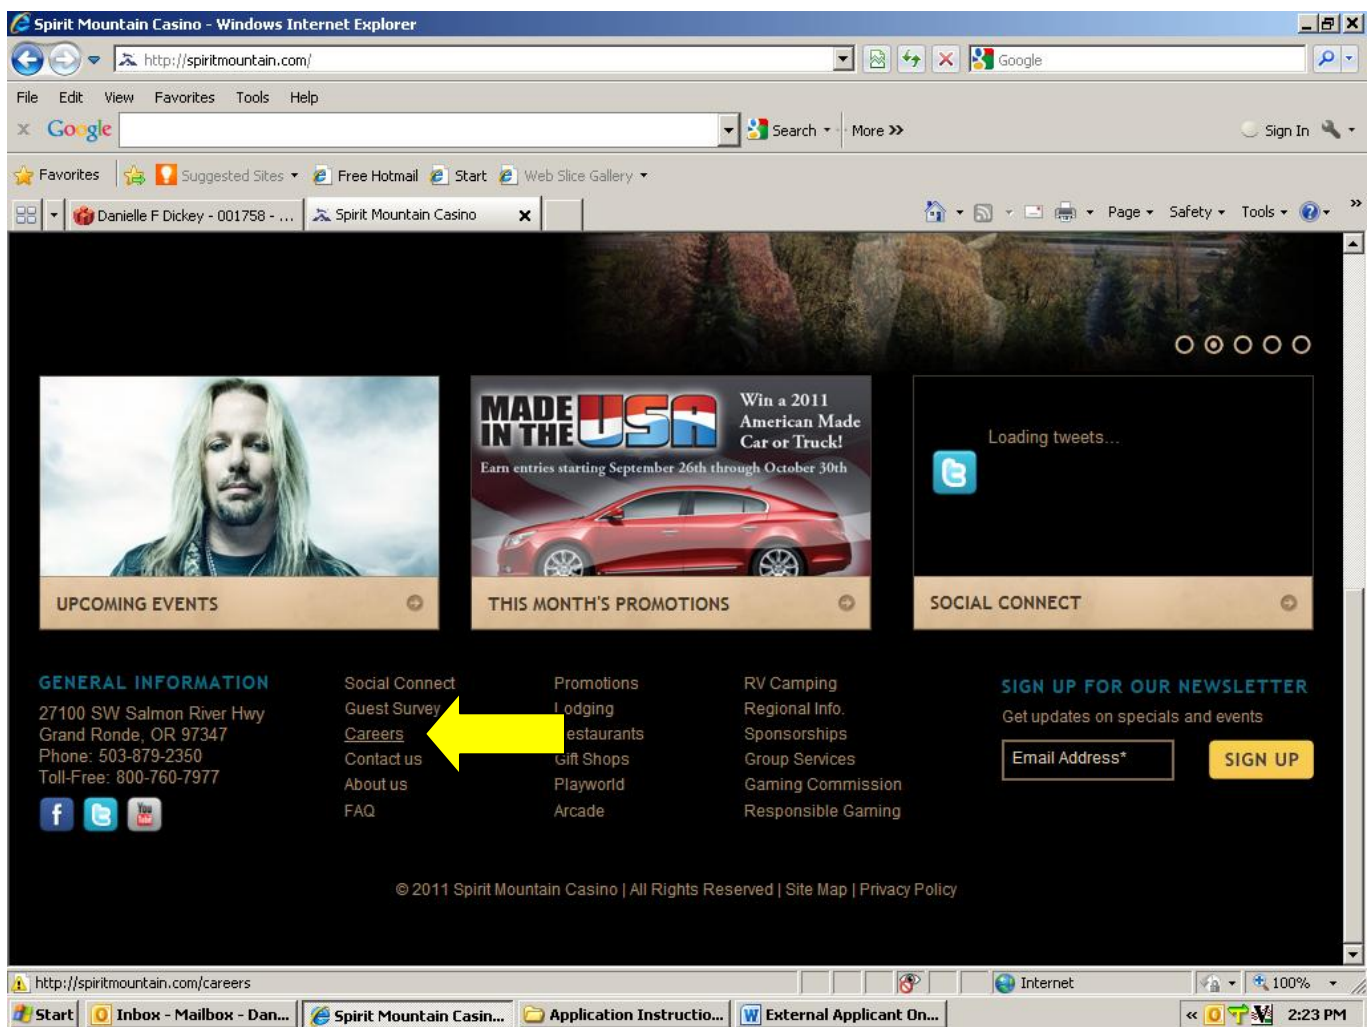 Spirit Mountain Casino - Windows Internet Explorer
http://spiritmountain.com/
Google
File Edit View Favorites Tools Help
x Google Search More >> Sign In
Favorites Suggested Sites Free Hotmail Start Web Slice Gallery
Danielle F Dickey - 001758 - ... Spirit Mountain Casino x Page Safety Tools »
MADE IN THE USA
Win a 2011
American Made
Car or Truck!
Earn entries starting September 26th through October 30th
Loading tweets...
UPCOMING EVENTS
THIS MONTH'S PROMOTIONS
SOCIAL CONNECT
GENERAL INFORMATION
27100 SW Salmon River Hwy
Grand Ronde, OR 97347
Phone: 503-879-2350
Toll-Free: 800-760-7977
f You
Social Connect
Guest Survey
Careers
Contact us
About us
FAQ
Promotions
Lodging
estaurants
Gift Shops
Playworld
Arcade
RV Camping
Regional Info.
Sponsorships
Group Services
Gaming Commission
Responsible Gaming
SIGN UP FOR OUR NEWSLETTER
Get updates on specials and events
Email Address*
SIGN UP
© 2011 Spirit Mountain Casino | All Rights Reserved | Site Map | Privacy Policy
http://spiritmountain.com/careers Internet 100%
Start Inbox - Mailbox - Dan... Spirit Mountain Casin... Application Instructio... External Applicant On... « 2:23 PM